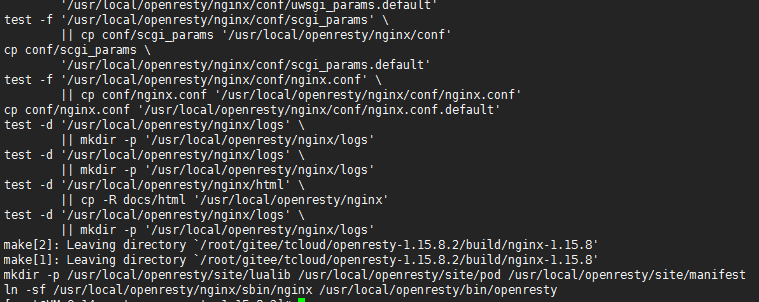 '/usr/local/openresty/nginx/conf/uwsgi_params.default'
test -f '/usr/local/openresty/nginx/conf/scgi_params' \
|| cp conf/scgi_params '/usr/local/openresty/nginx/conf'
cp conf/scgi_params \
'/usr/local/openresty/nginx/conf/scgi_params.default'
test -f '/usr/local/openresty/nginx/conf/nginx.conf' \
|| cp conf/nginx.conf '/usr/local/openresty/nginx/conf/nginx.conf'
cp conf/nginx.conf '/usr/local/openresty/nginx/conf/nginx.conf.default'
test -d '/usr/local/openresty/nginx/logs' \
|| mkdir -p '/usr/local/openresty/nginx/logs'
test -d '/usr/local/openresty/nginx/logs' \
|| mkdir -p '/usr/local/openresty/nginx/logs'
test -d '/usr/local/openresty/nginx/html' \
|| cp -R docs/html '/usr/local/openresty/nginx'
test -d '/usr/local/openresty/nginx/logs' \
|| mkdir -p '/usr/local/openresty/nginx/logs'
make[2]: Leaving directory `/root/gitee/tcloud/openresty-1.15.8.2/build/nginx-1.15.8'
make[1]: Leaving directory `/root/gitee/tcloud/openresty-1.15.8.2/build/nginx-1.15.8'
mkdir -p /usr/local/openresty/site/lualib /usr/local/openresty/site/pod /usr/local/openresty/site/manifest
ln -sf /usr/local/openresty/nginx/sbin/nginx /usr/local/openresty/bin/openresty